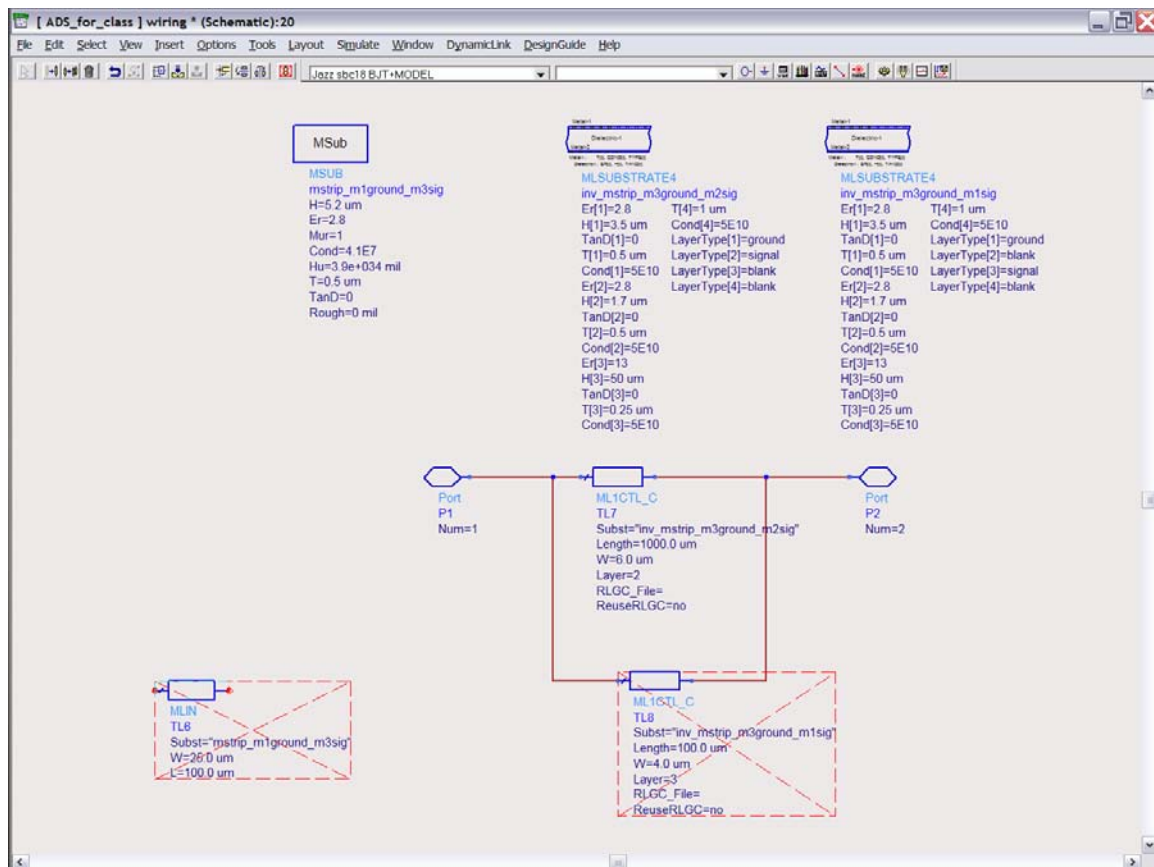 [ ADS_for_class ] wiring * (Schematic):20
File Edit Select View Insert Options Tools Layout Simulate Window DynamicLink DesignGuide Help
Jazz sbc18 BJT+MODEL
MSub
MSUB
mstrip_m1ground_m3sig
H=5.2 um
Er=2.8
Mur=1
Cond=4.1E7
Hu=3.9e+034 mil
T=0.5 um
TanD=0
Rough=0 mil
Dielectric-1
MLSUBSTRATE4
inv_mstrip_m3ground_m2sig
Er[1]=2.8 T[4]=1 um
H[1]=3.5 um Cond[4]=5E10
TanD[1]=0 LayerType[1]=ground
T[1]=0.5 um LayerType[2]=signal
Cond[1]=5E10 LayerType[3]=blank
Er[2]=2.8 LayerType[4]=blank
H[2]=1.7 um
TanD[2]=0
T[2]=0.5 um
Cond[2]=5E10
Er[3]=13
H[3]=50 um
TanD[3]=0
T[3]=0.25 um
Cond[3]=5E10
Dielectric-1
MLSUBSTRATE4
inv_mstrip_m3ground_m1sig
Er[1]=2.8 T[4]=1 um
H[1]=3.5 um Cond[4]=5E10
TanD[1]=0 LayerType[1]=ground
T[1]=0.5 um LayerType[2]=blank
Cond[1]=5E10 LayerType[3]=signal
Er[2]=2.8 LayerType[4]=blank
H[2]=1.7 um
TanD[2]=0
T[2]=0.5 um
Cond[2]=5E10
Er[3]=13
H[3]=50 um
TanD[3]=0
T[3]=0.25 um
Cond[3]=5E10
Port
P1
Num=1
ML1CTL_C
TL7
Subst="inv_mstrip_m3ground_m2sig"
Length=1000.0 um
W=6.0 um
Layer=2
RLGC_File=
ReuseRLGC=no
Port
P2
Num=2
MLIN
TL6
Subst="mstrip_m1ground_m3sig"
W=26.0 um
L=100.0 um
ML1CTL_C
TL8
Subst="inv_mstrip_m3ground_m1sig"
Length=100.0 um
W=4.0 um
Layer=3
RLGC_File=
ReuseRLGC=no